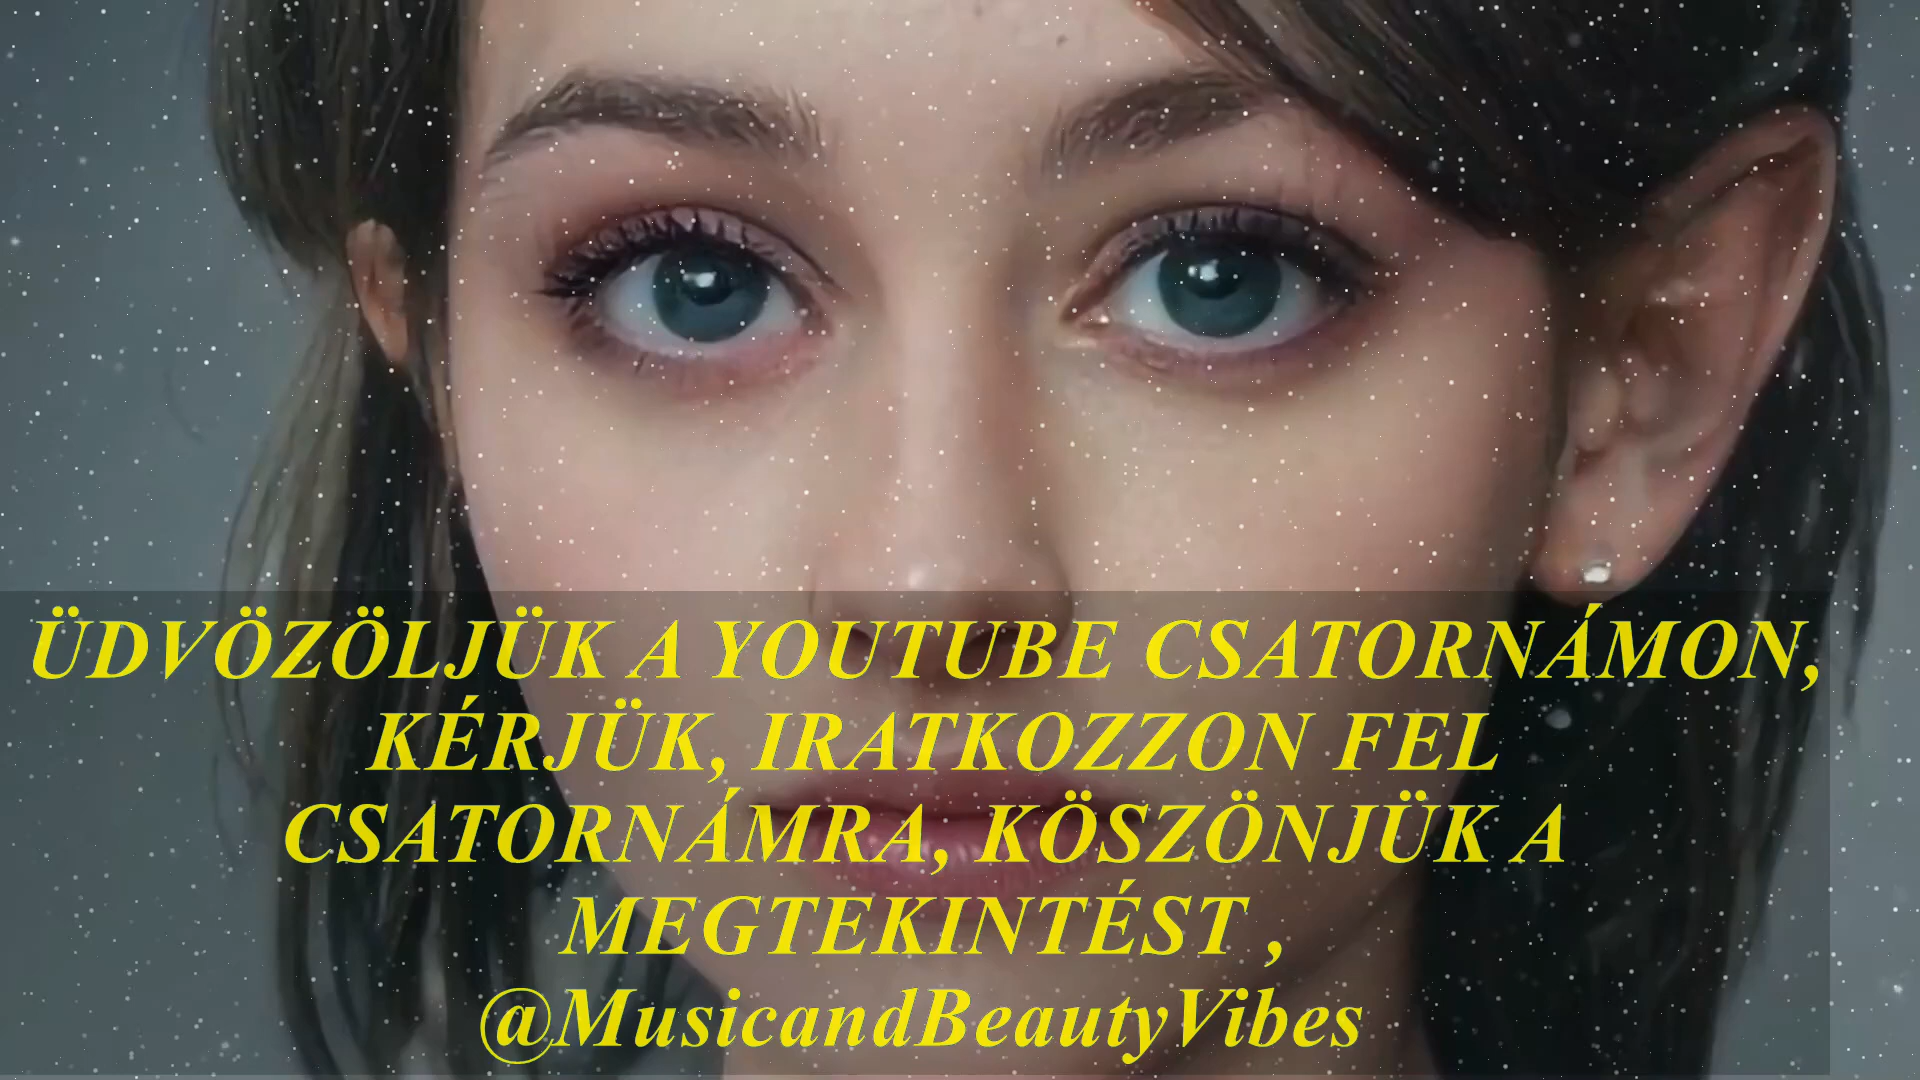 ÜDVÖZÖLJÜK A YOUTUBE CSATORNÁMON,
KÉRJÜK, IRATKOZZON FEL
CSATORNÁMRA, KÖSZÖNJÜK A
MEGTEKINTÉST ,
@MusicandBeautyVibes